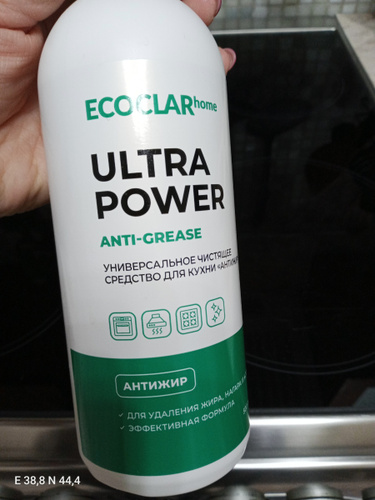 ECOCLARhome
ULTRA
POWER
ANTI-GREASE
УНИВЕРСАЛЬНОЕ ЧИСТЯЩЕЕ
СРЕДСТВО ДЛЯ КУХНИ
АНТИЖИР
✓ ДЛЯ УДАЛЕНИЯ ЖИРА, НАГАРА
✓ ЭФФЕКТИВНАЯ ФОРМУЛА
E 38,8 N 44,4